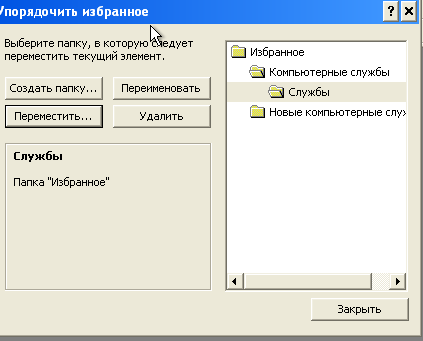 Упорядочить избранное
Выберите папку, в которую следует
переместить текущий элемент.
Создать папку...
Переименовать
Переместить...
Удалить
Службы
Папка "Избранное"
Избранное
Компьютерные службы
Службы
Новые компьютерные слу
Закрыть